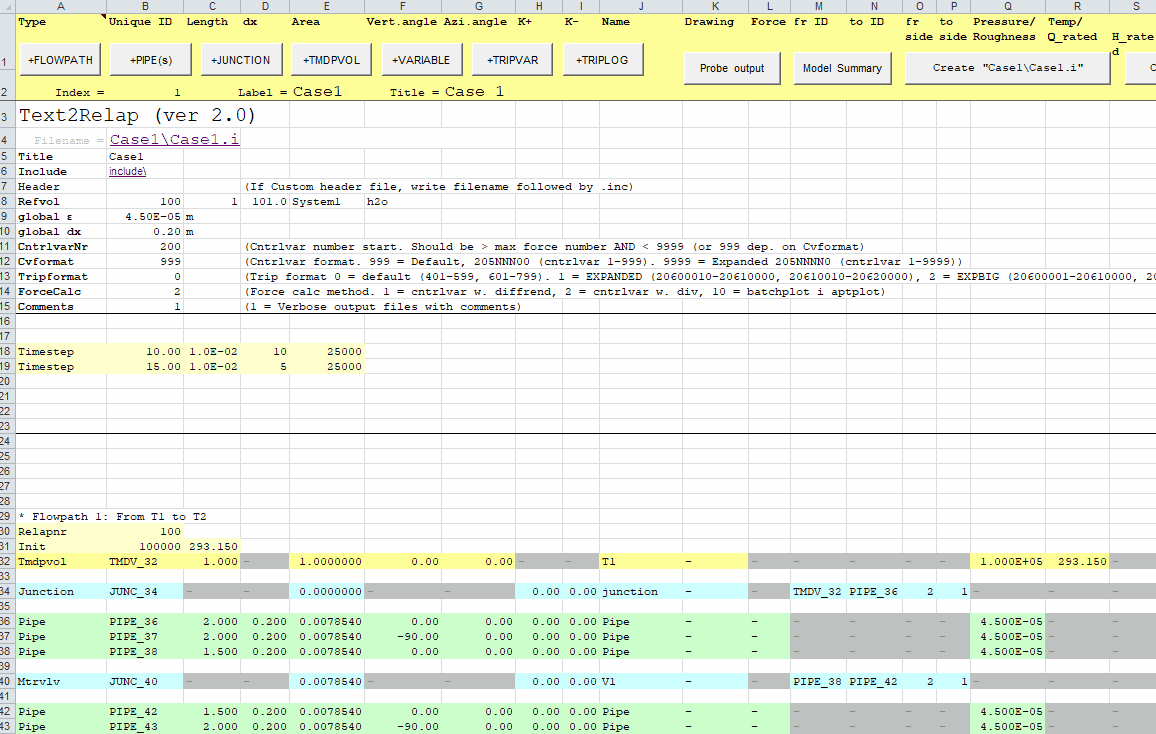 A B C D E F G H I J K L M N O P Q R S
Type Unique ID Length dx Area Vert.angle Azi.angle K+ K- Name Drawing Force fr ID to ID fr side to side Pressure/ Roughness Temp/ Q_rated H_rate d
1 +FLOWPATH +PIPE(s) +JUNCTION +TMDPVOL +VARIABLE +TRIPVAR +TRIPLOG Probe output Model Summary Create "Case1\Case1.i" C
2 Index = 1 Label = Case1 Title = Case 1
3 Text2Relap (ver 2.0)
4 Filename = Case1\Case1.i
5 Title Case1
6 Include include\
7 Header (If Custom header file, write filename followed by .inc)
8 Refvol 100 1 101.0 System1 h2o
9 global ε 4.50E-05 m
10 global dx 0.20 m
11 CntrlvarNr 200 (Cntrlvar number start. Should be > max force number AND < 9999 (or 999 dep. on Cvformat)
12 Cvformat 999 (Cntrlvar format. 999 = Default, 205NNN00 (cntrlvar 1-999). 9999 = Expanded 205NNNN0 (cntrlvar 1-9999))
13 Tripformat 0 (Trip format 0 = default (401-599, 601-799). 1 = EXPANDED (20600010-20610000, 20610010-20620000), 2 = EXPBIG (20600001-20610000, 20
14 ForceCalc 2 (Force calc method. 1 = cntrlvar w. diffrend, 2 = cntrlvar w. div, 10 = batchplot i aptplot)
15 Comments 1 (1 = Verbose output files with comments)
16
17
18 Timestep 10.00 1.0E-02 10 25000
19 Timestep 15.00 1.0E-02 5 25000
20
21
22
23
24
25
26
27
28
29 * Flowpath 1: From T1 to T2
30 Relapnr 100
31 Init 100000 293.150
32 Tmdpvol TMDV_32 1.000 – 1.0000000 0.00 0.00 – – T1 – – – – – – 1.000E+05 293.150 –
33
34 Junction JUNC_34 – – 0.0000000 – – 0.00 0.00 junction – – TMDV_32 PIPE_36 2 1 – – –
35
36 Pipe PIPE_36 2.000 0.200 0.0078540 0.00 0.00 0.00 0.00 Pipe – – – – – – 4.500E-05 – –
37 Pipe PIPE_37 2.000 0.200 0.0078540 -90.00 0.00 0.00 0.00 Pipe – – – – – – 4.500E-05 – –
38 Pipe PIPE_38 1.500 0.200 0.0078540 0.00 0.00 0.00 0.00 Pipe – – – – – – 4.500E-05 – –
39
40 Mtrvlv JUNC_40 – – 0.0078540 – – 0.00 0.00 V1 – – PIPE_38 PIPE_42 2 1 – – –
41
42 Pipe PIPE_42 1.500 0.200 0.0078540 0.00 0.00 0.00 0.00 Pipe – – – – – – 4.500E-05 – –
43 Pipe PIPE_43 2.000 0.200 0.0078540 -90.00 0.00 0.00 0.00 Pipe – – – – – – 4.500E-05 – –